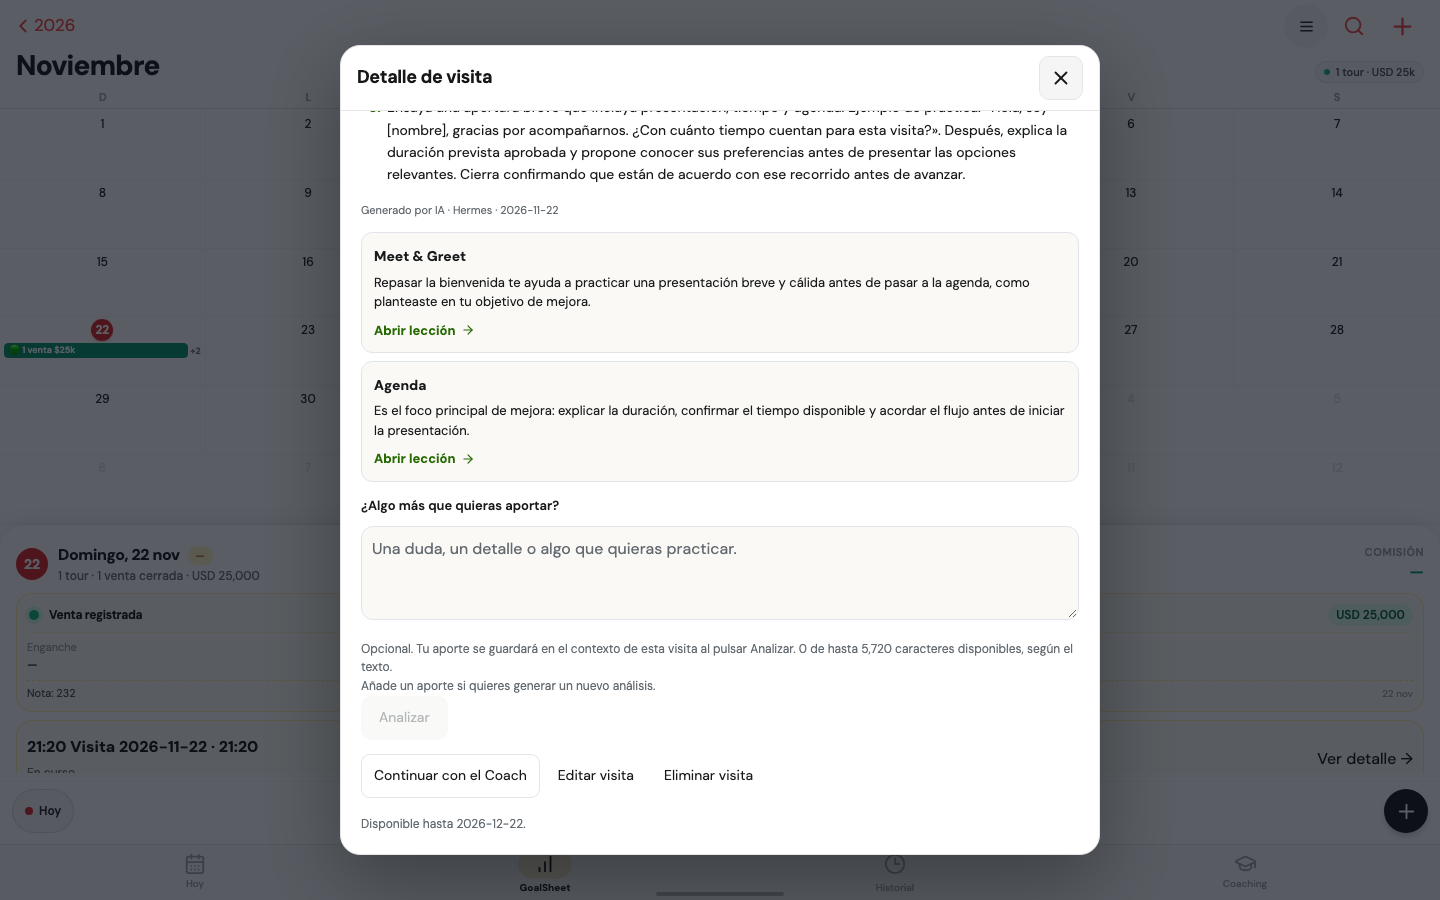 2026
Noviembre
1 tour · USD 25k
D
L
V
S
1
2
6
7
8
9
13
14
15
16
20
21
22
23
27
28
1 venta $25k
+2
29
30
4
5
6
7
11
12
Detalle de visita
[nombre], gracias por acompañarnos. ¿Con cuánto tiempo cuentan para esta visita?». Después, explica la
duración prevista aprobada y propone conocer sus preferencias antes de presentar las opciones
relevantes. Cierra confirmando que están de acuerdo con ese recorrido antes de avanzar.
Generado por IA · Hermes · 2026-11-22
Meet & Greet
Repasar la bienvenida te ayuda a practicar una presentación breve y cálida antes de pasar a la agenda, como
planteaste en tu objetivo de mejora.
Abrir lección →
Agenda
Es el foco principal de mejora: explicar la duración, confirmar el tiempo disponible y acordar el flujo antes de iniciar
la presentación.
Abrir lección →
¿Algo más que quieras aportar?
Una duda, un detalle o algo que quieras practicar.
Opcional. Tu aporte se guardará en el contexto de esta visita al pulsar Analizar. 0 de hasta 5,720 caracteres disponibles, según el
texto.
Añade un aporte si quieres generar un nuevo análisis.
Analizar
Continuar con el Coach
Editar visita
Eliminar visita
Disponible hasta 2026-12-22.
22
Domingo, 22 nov
—
1 tour · 1 venta cerrada · USD 25,000
COMISIÓN
—
Venta registrada
USD 25,000
Enganche
—
Nota: 232
22 nov
21:20 Visita 2026-11-22 · 21:20
En curso
Ver detalle →
Hoy
Hoy
GoalSheet
Historial
Coaching